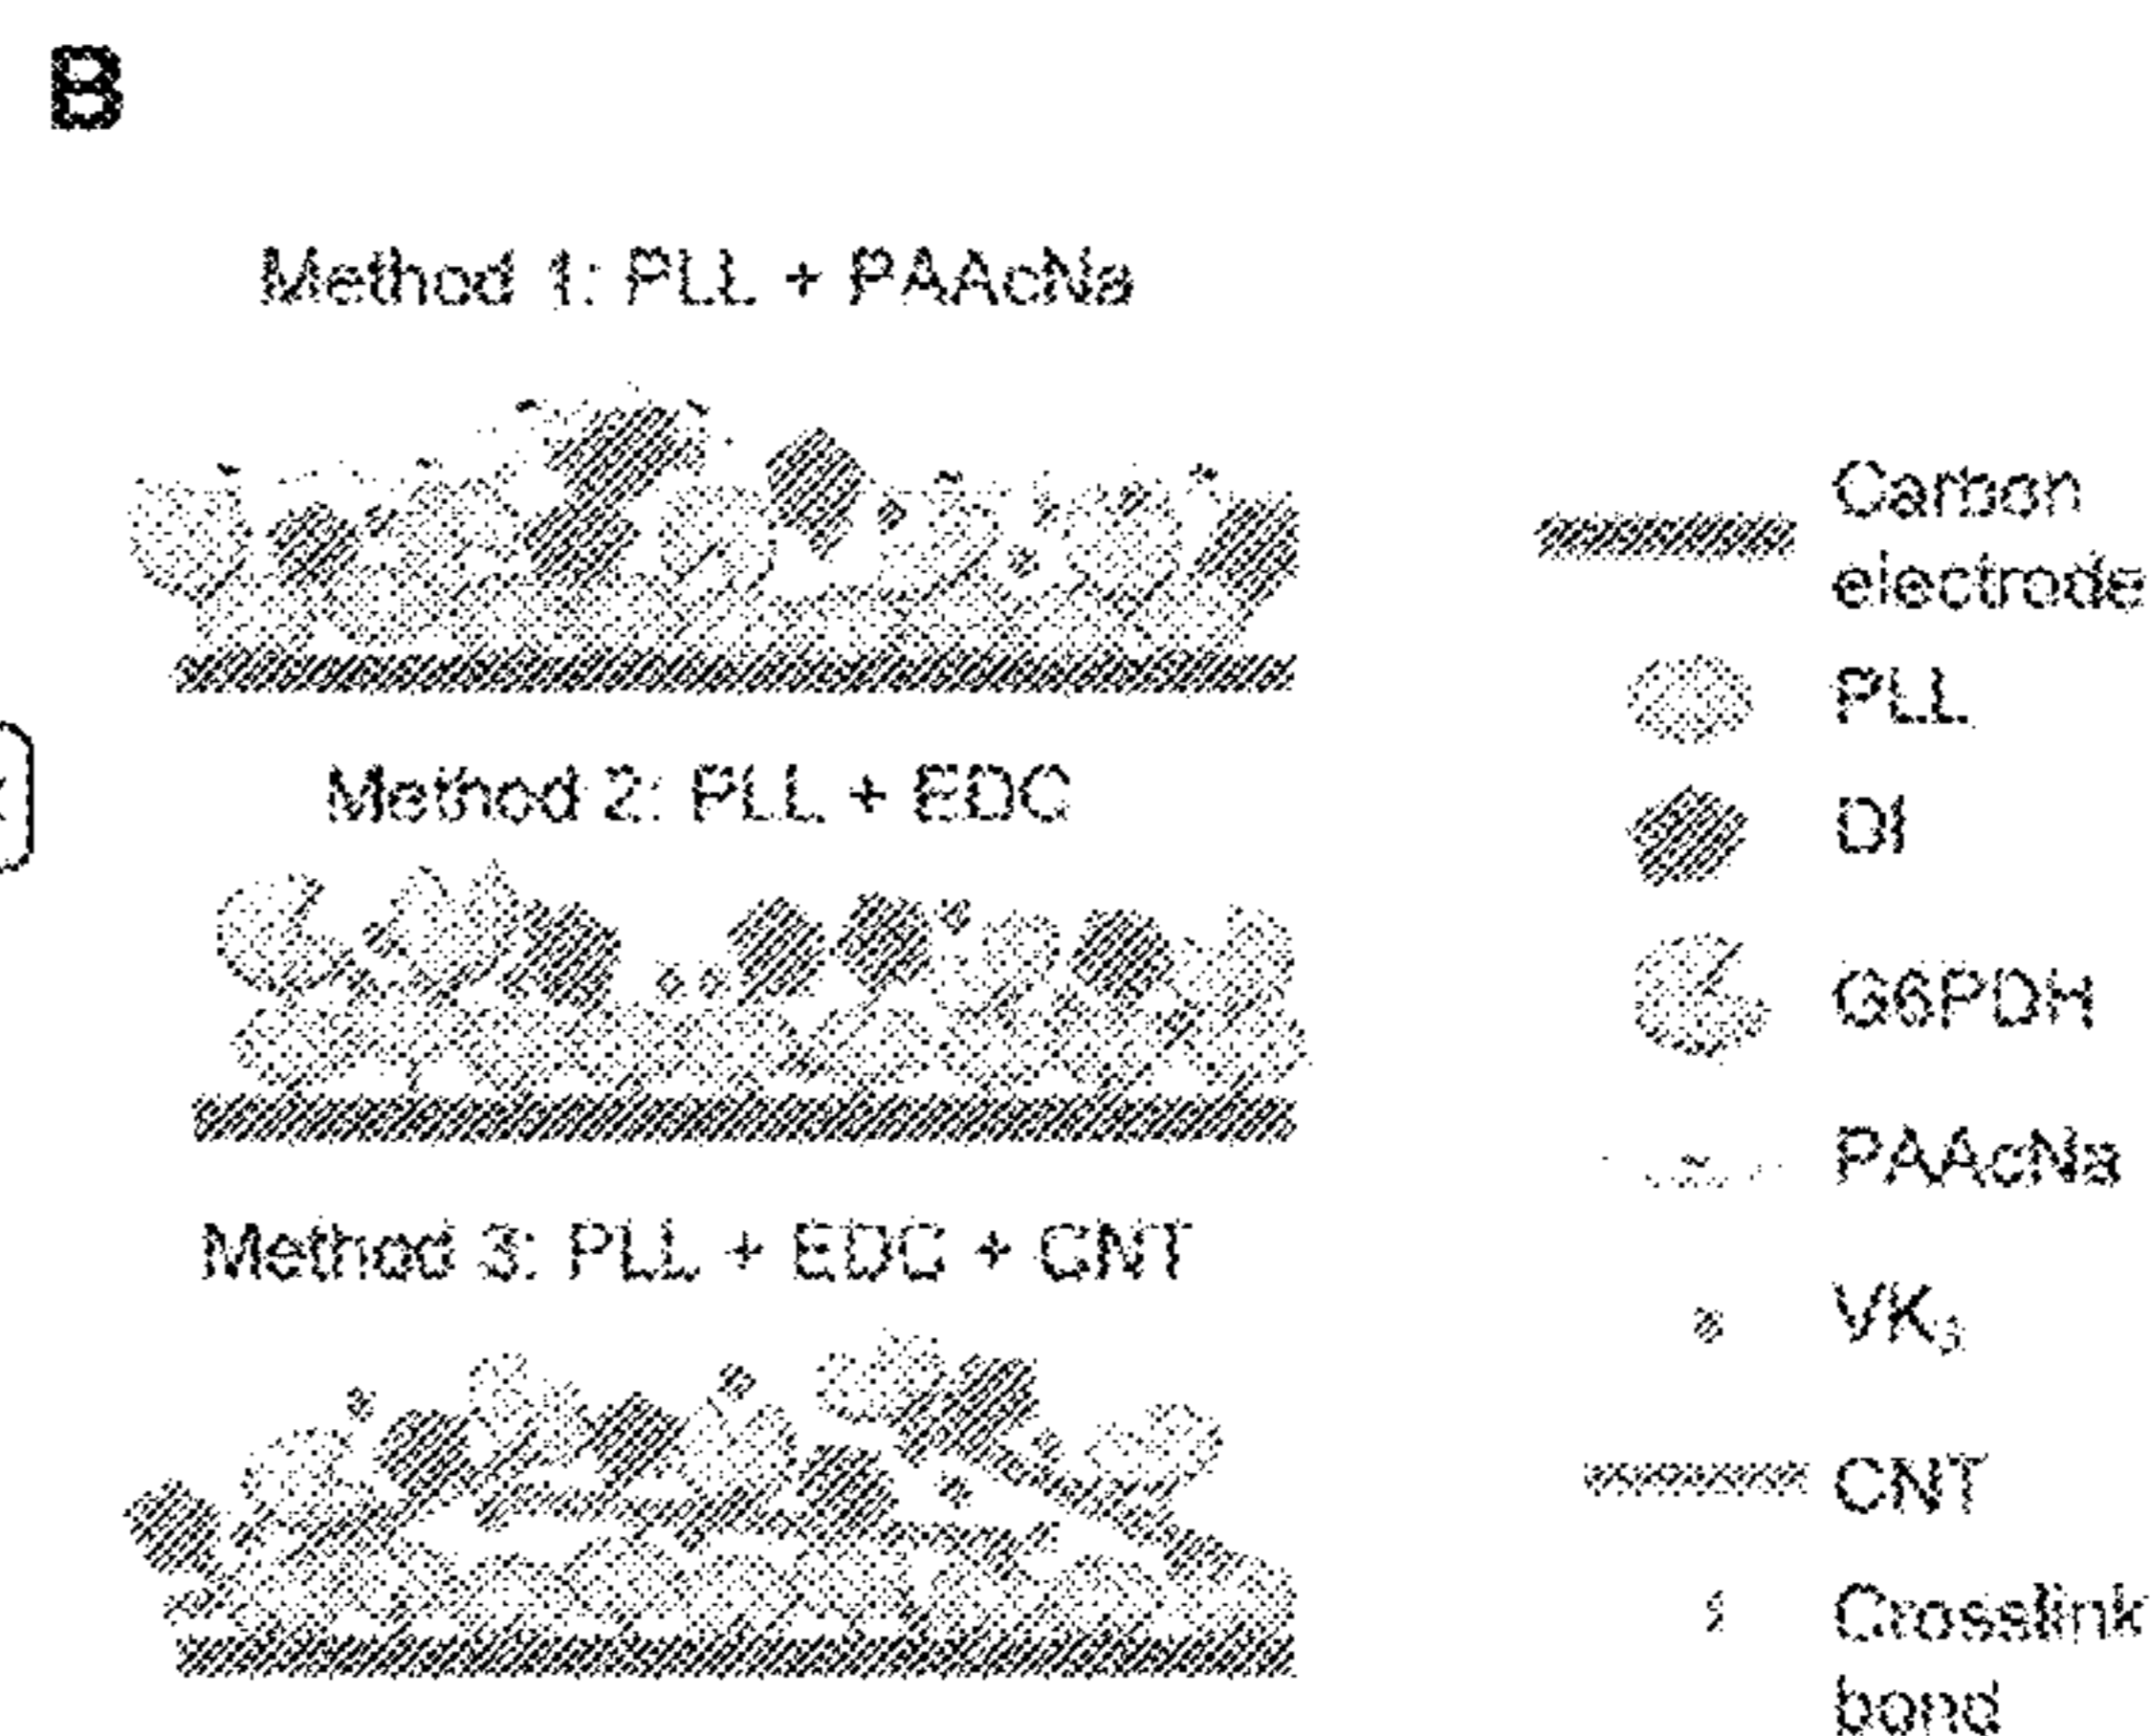 B
Method 1: PLL + PAAcNa
Carbon
electrode
PLL
DI
Method 2: PLL + EDC
G6PDH
PAAcNa
Method 3: PLL + EDC + CNT
VK₃
CNT
Crosslink
bond